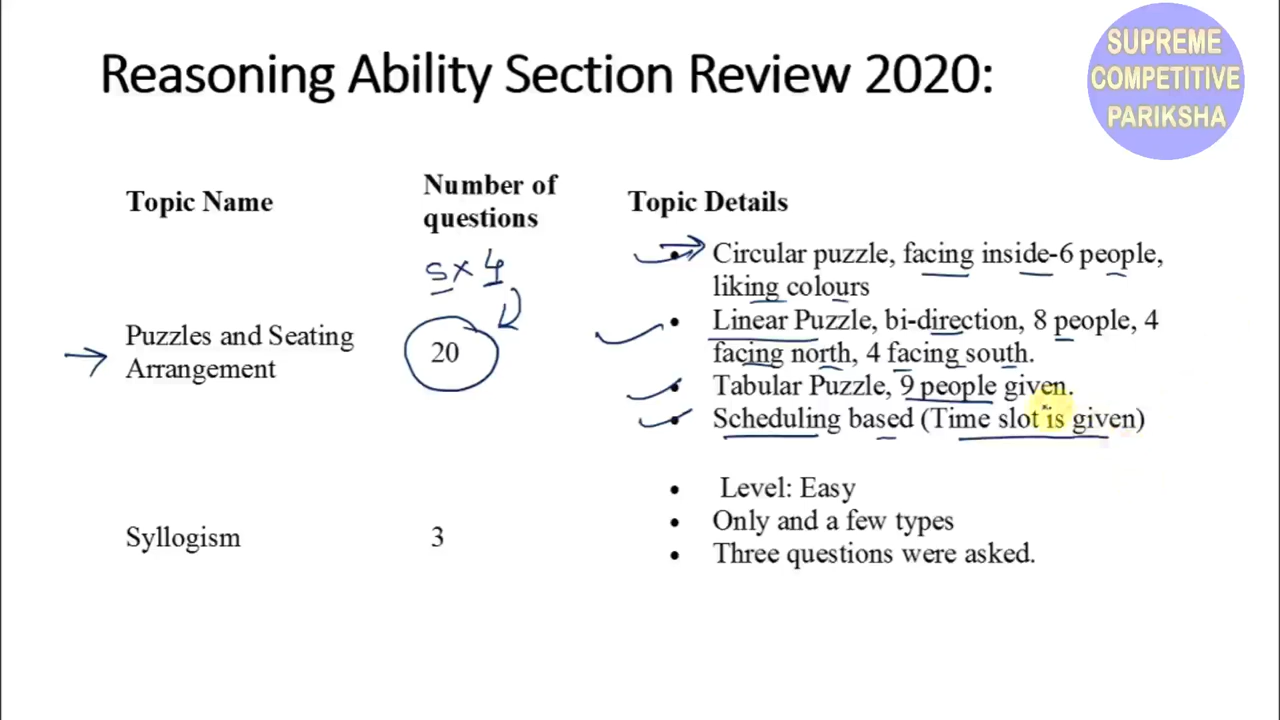 Reasoning Ability Section Review 2020:
SUPREME
COMPETITIVE
PARIKSHA
Topic Name
Number of
questions
Topic Details
5x4
Puzzles and Seating
Arrangement
20
• Circular puzzle, facing inside-6 people,
liking colours
• Linear Puzzle, bi-direction, 8 people, 4
facing north, 4 facing south.
• Tabular Puzzle, 9 people given.
• Scheduling based (Time slot is given)
Syllogism
3
• Level: Easy
• Only and a few types
• Three questions were asked.